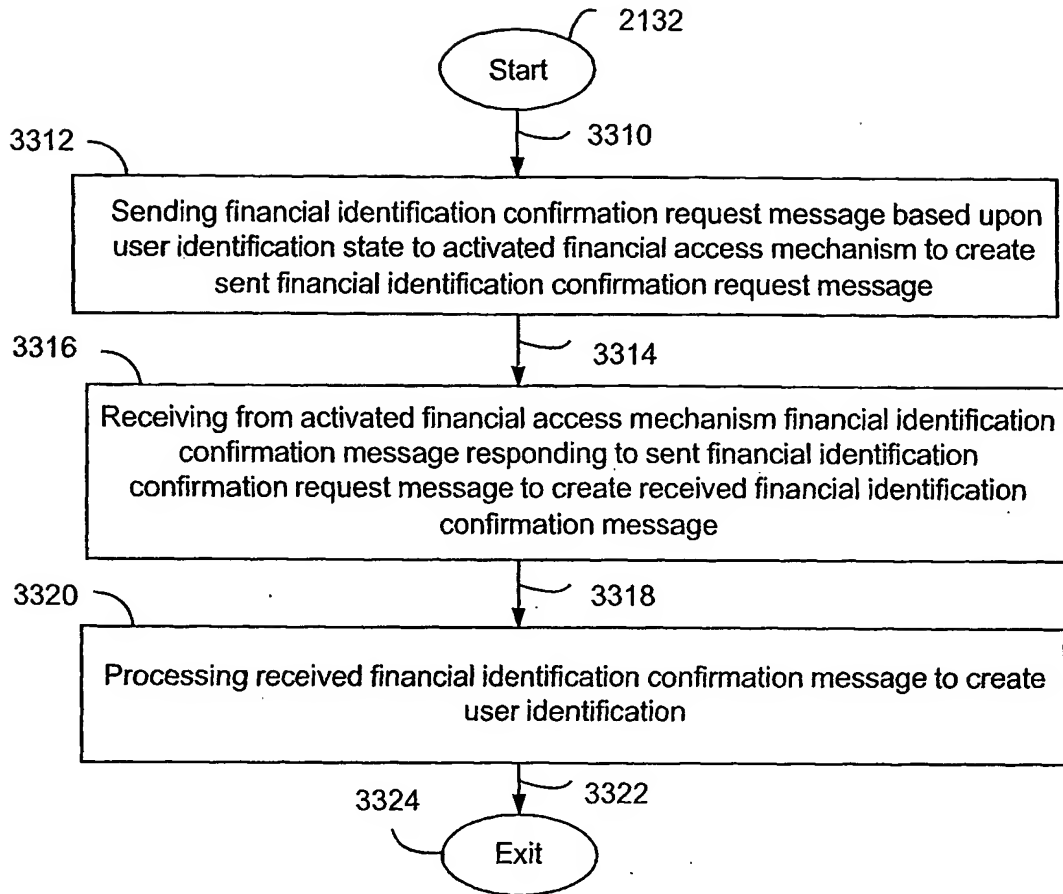 2132
Start
3310
3312
Sending financial identification confirmation request message based upon
user identification state to activated financial access mechanism to create
sent financial identification confirmation request message
3314
3316
Receiving from activated financial access mechanism financial identification
confirmation message responding to sent financial identification
confirmation request message to create received financial identification
confirmation message
3318
3320
Processing received financial identification confirmation message to create
user identification
3322
3324
Exit